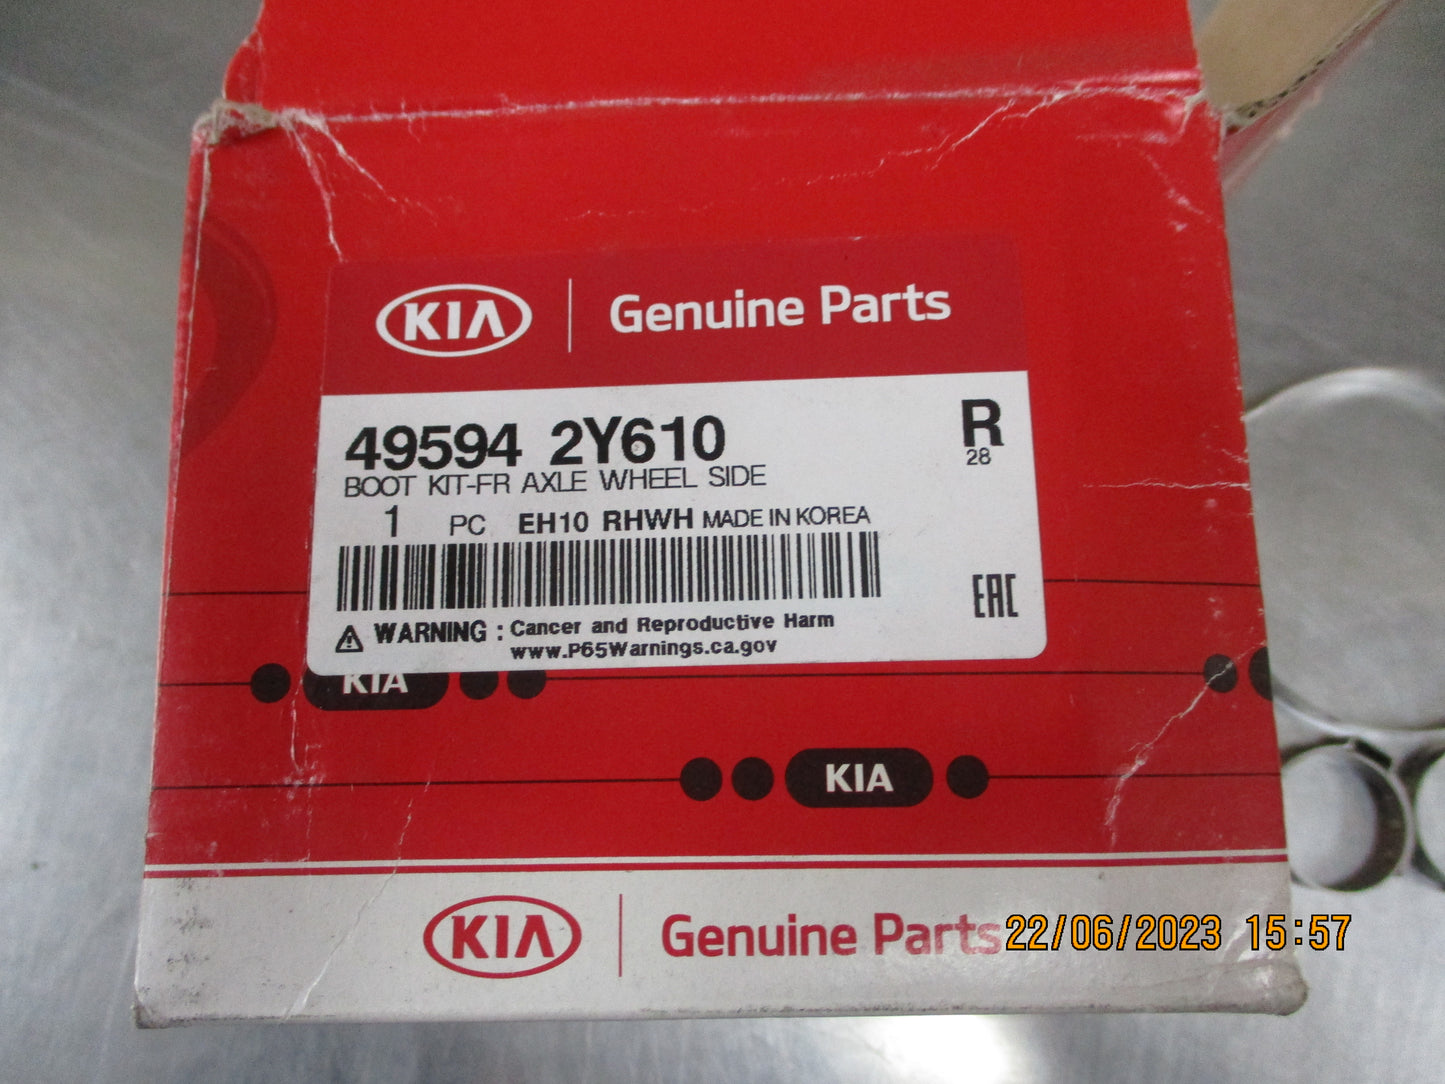 KIA Genuine Parts
49594 2Y610
R
28
BOOT KIT-FR AXLE WHEEL SIDE
1 PC EH10 RHWH MADE IN KOREA
EAC
WARNING : Cancer and Reproductive Harm
www.P65Warnings.ca.gov
KIA
KIA
KIA Genuine Parts
22/06/2023 15:57